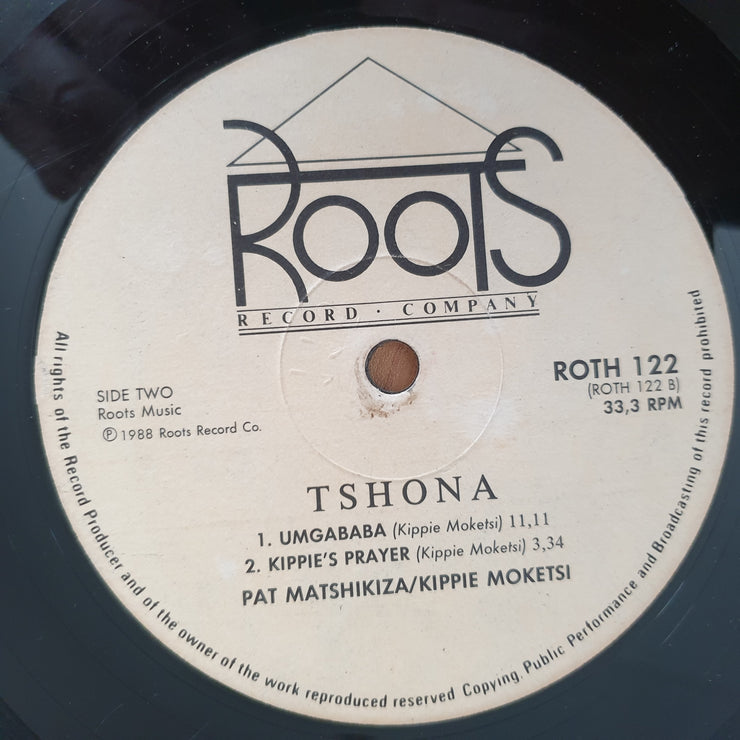 ROOTS
RECORD · COMPANY
SIDE TWO
Roots Music
℗ 1988 Roots Record Co.
ROTH 122
(ROTH 122 B)
33,3 RPM
TSHONA
1. UMGABABA (Kippie Moketsi) 11,11
2. KIPPIE'S PRAYER (Kippie Moketsi) 3,34
PAT MATSHIKIZA/KIPPIE MOKETSI
All rights of the Record Producer and of the owner of the work reproduced reserved Copying, Public Performance and Broadcasting of this record prohibited